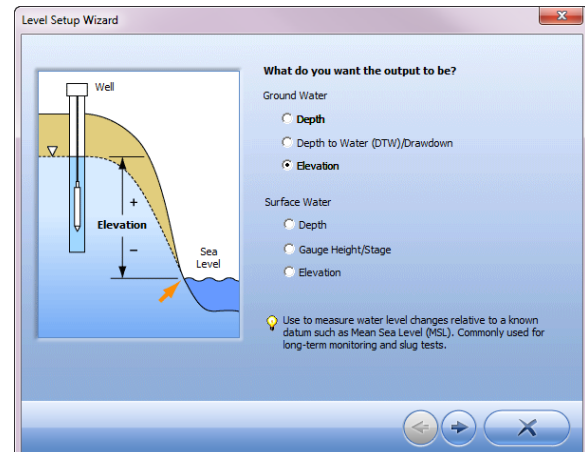 Level Setup Wizard
Well
+
Elevation
–
Sea
Level
What do you want the output to be?
Ground Water
Depth
Depth to Water (DTW)/Drawdown
Elevation
Surface Water
Depth
Gauge Height/Stage
Elevation
Use to measure water level changes relative to a known
datum such as Mean Sea Level (MSL). Commonly used for
long-term monitoring and slug tests.